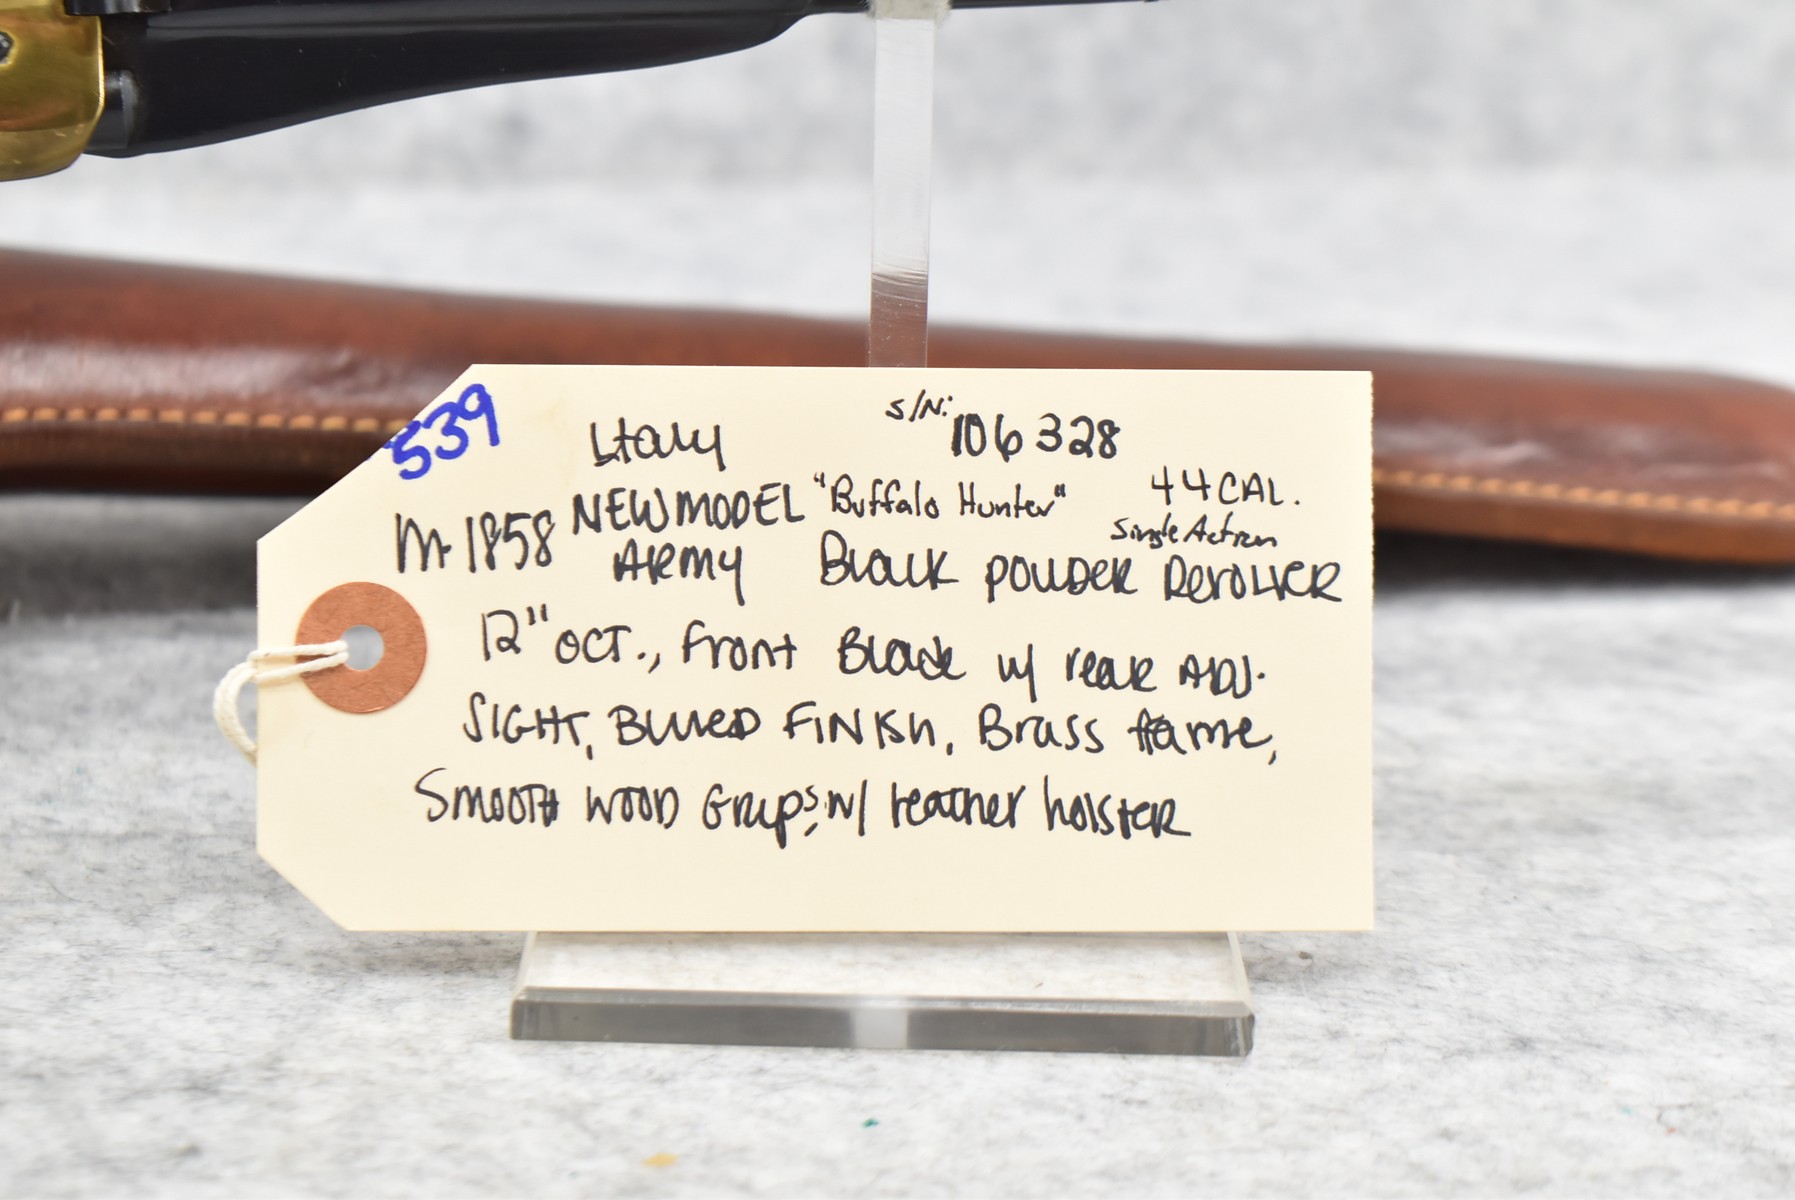 539
Italy S/N: 106328
M-1858 NEW MODEL ARMY "Buffalo Hunter" 44 CAL.
Single Action
Black powder Revolver
12" OCT., Front Blade w/ rear ADJ.
SIGHT, Blued FINISH, Brass frame,
Smooth wood Grips, w/ leather holster